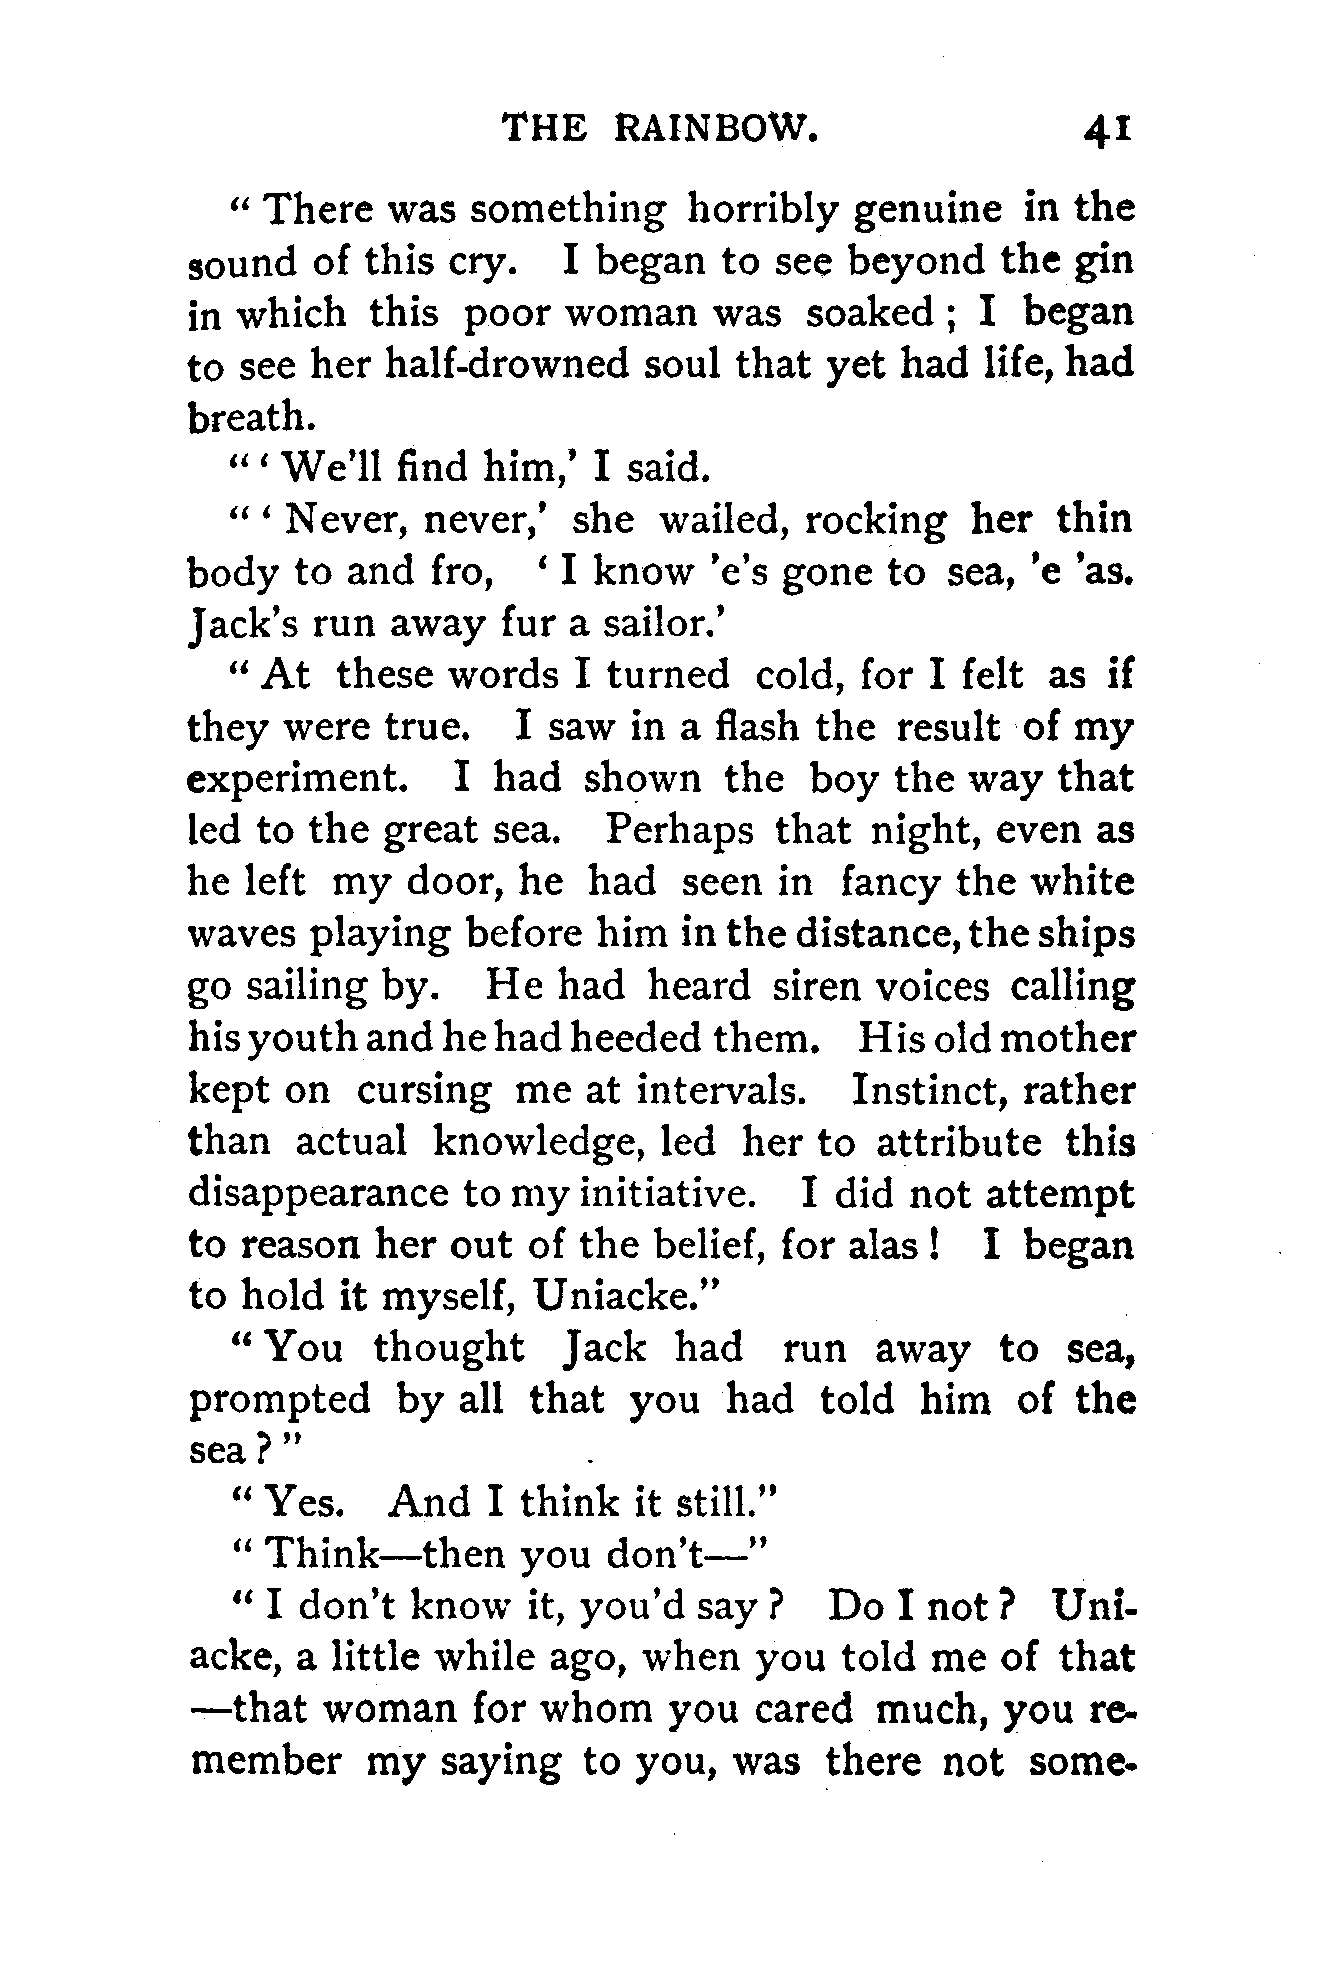 THE RAINBOW. 41
“ There was something horribly genuine in the
sound of this cry. I began to see beyond the gin
in which this poor woman was soaked ; I began
to see her half-drowned soul that yet had life, had
breath.
“ ‘ We'll find him,’ I said.
“ ‘ Never, never,’ she wailed, rocking her thin
body to and fro, ‘ I know 'e's gone to sea, 'e 'as.
Jack's run away fur a sailor.’
“ At these words I turned cold, for I felt as if
they were true. I saw in a flash the result of my
experiment. I had shown the boy the way that
led to the great sea. Perhaps that night, even as
he left my door, he had seen in fancy the white
waves playing before him in the distance, the ships
go sailing by. He had heard siren voices calling
his youth and he had heeded them. His old mother
kept on cursing me at intervals. Instinct, rather
than actual knowledge, led her to attribute this
disappearance to my initiative. I did not attempt
to reason her out of the belief, for alas ! I began
to hold it myself, Uniacke.”
“ You thought Jack had run away to sea,
prompted by all that you had told him of the
sea ? ”
“ Yes. And I think it still.”
“ Think—then you don't—”
“ I don't know it, you'd say ? Do I not ? Uni-
acke, a little while ago, when you told me of that
—that woman for whom you cared much, you re-
member my saying to you, was there not some-